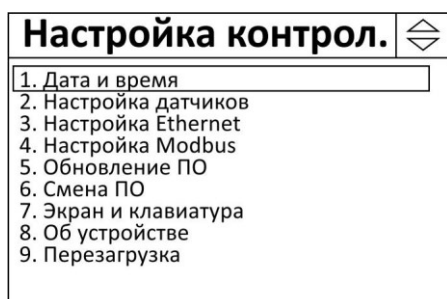 Настройка контрол.
1. Дата и время
2. Настройка датчиков
3. Настройка Ethernet
4. Настройка Modbus
5. Обновление ПО
6. Смена ПО
7. Экран и клавиатура
8. Об устройстве
9. Перезагрузка